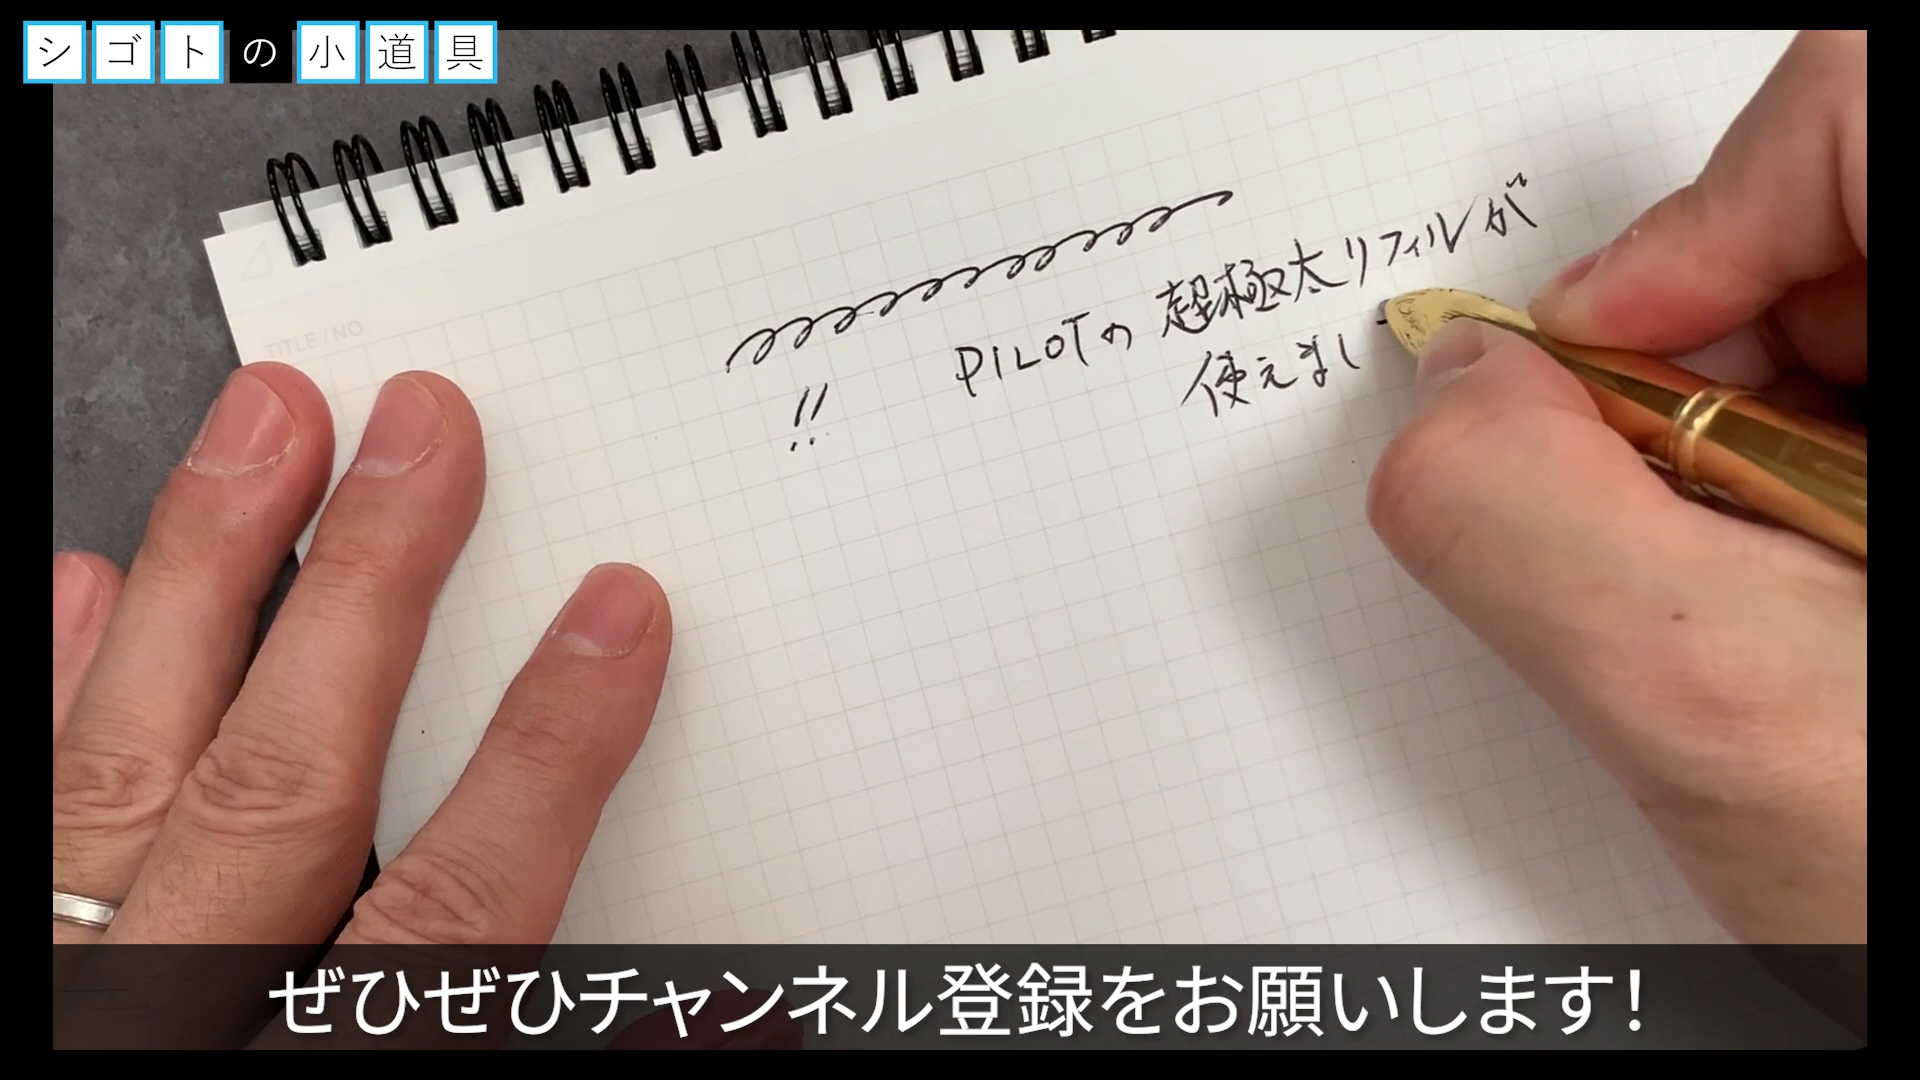 シゴトの小道具
TITLE / NO.
!!
PILOTの超極太リフィルが
使えまし
ぜひぜひチャンネル登録をお願いします!